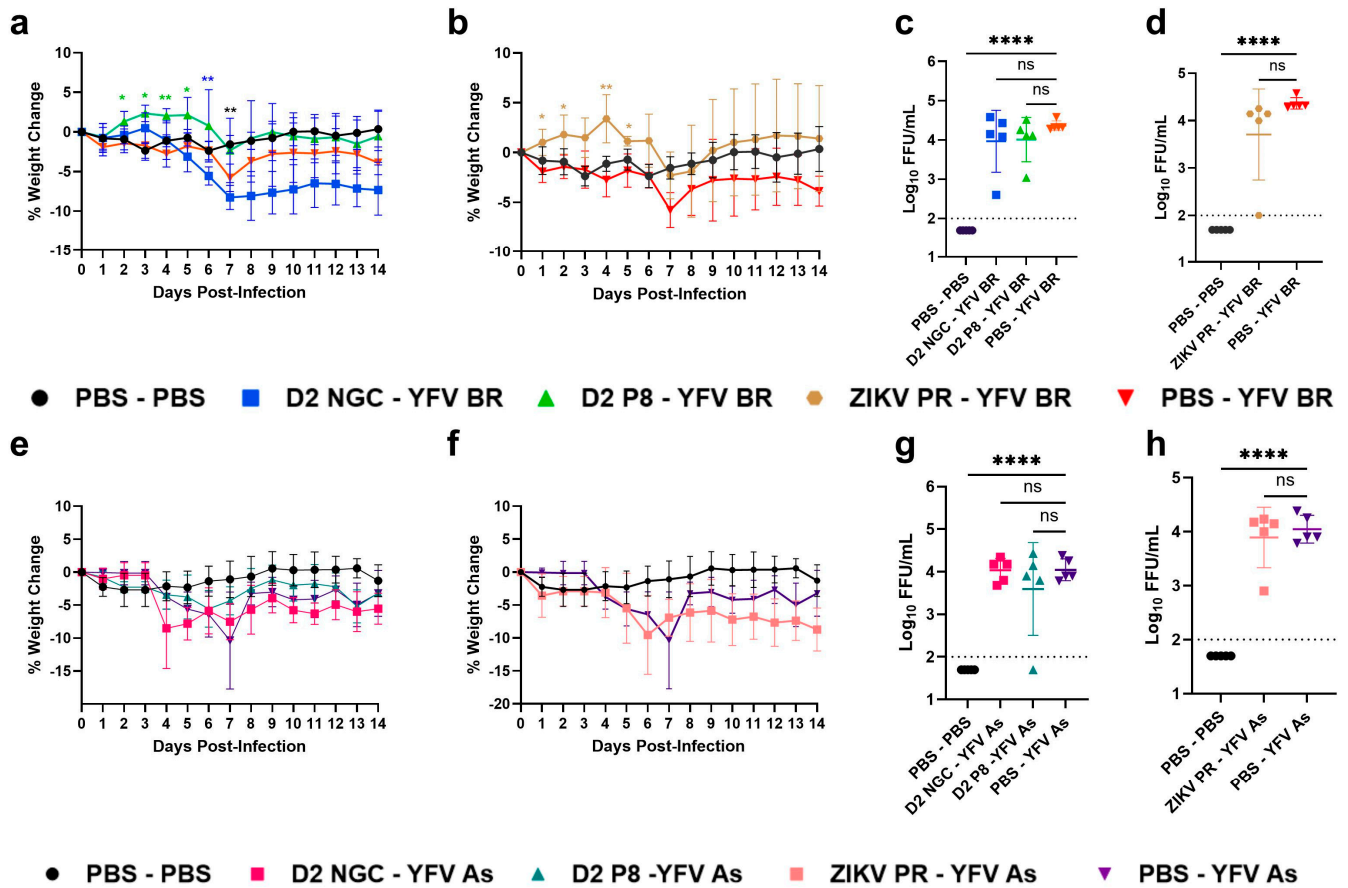 a
b
c
d
10
5
0
-5
-10
-15
% Weight Change
* * ** * ** **
0 1 2 3 4 5 6 7 8 9 10 11 12 13 14
Days Post-Infection
10
5
0
-5
-10
% Weight Change
* * ** *
0 1 2 3 4 5 6 7 8 9 10 11 12 13 14
Days Post-Infection
****
ns
ns
6
5
4
3
2
1
Log10 FFU/mL
PBS - PBS
D2 NGC - YFV BR
D2 P8 - YFV BR
PBS - YFV BR
****
ns
5
4
3
2
1
Log10 FFU/mL
PBS - PBS
ZIKV PR - YFV BR
PBS - YFV BR
PBS - PBS D2 NGC - YFV BR D2 P8 - YFV BR ZIKV PR - YFV BR PBS - YFV BR
e
f
g
h
10
5
0
-5
-10
-15
% Weight Change
0 1 2 3 4 5 6 7 8 9 10 11 12 13 14
Days Post-Infection
10
5
0
-5
-10
-15
-20
% Weight Change
0 1 2 3 4 5 6 7 8 9 10 11 12 13 14
Days Post-Infection
****
ns
ns
6
5
4
3
2
1
Log10 FFU/mL
PBS - PBS
D2 NGC - YFV As
D2 P8 -YFV As
PBS - YFV As
****
ns
5
4
3
2
1
Log10 FFU/mL
PBS - PBS
ZIKV PR - YFV As
PBS - YFV As
PBS - PBS D2 NGC - YFV As D2 P8 -YFV As ZIKV PR - YFV As PBS - YFV As